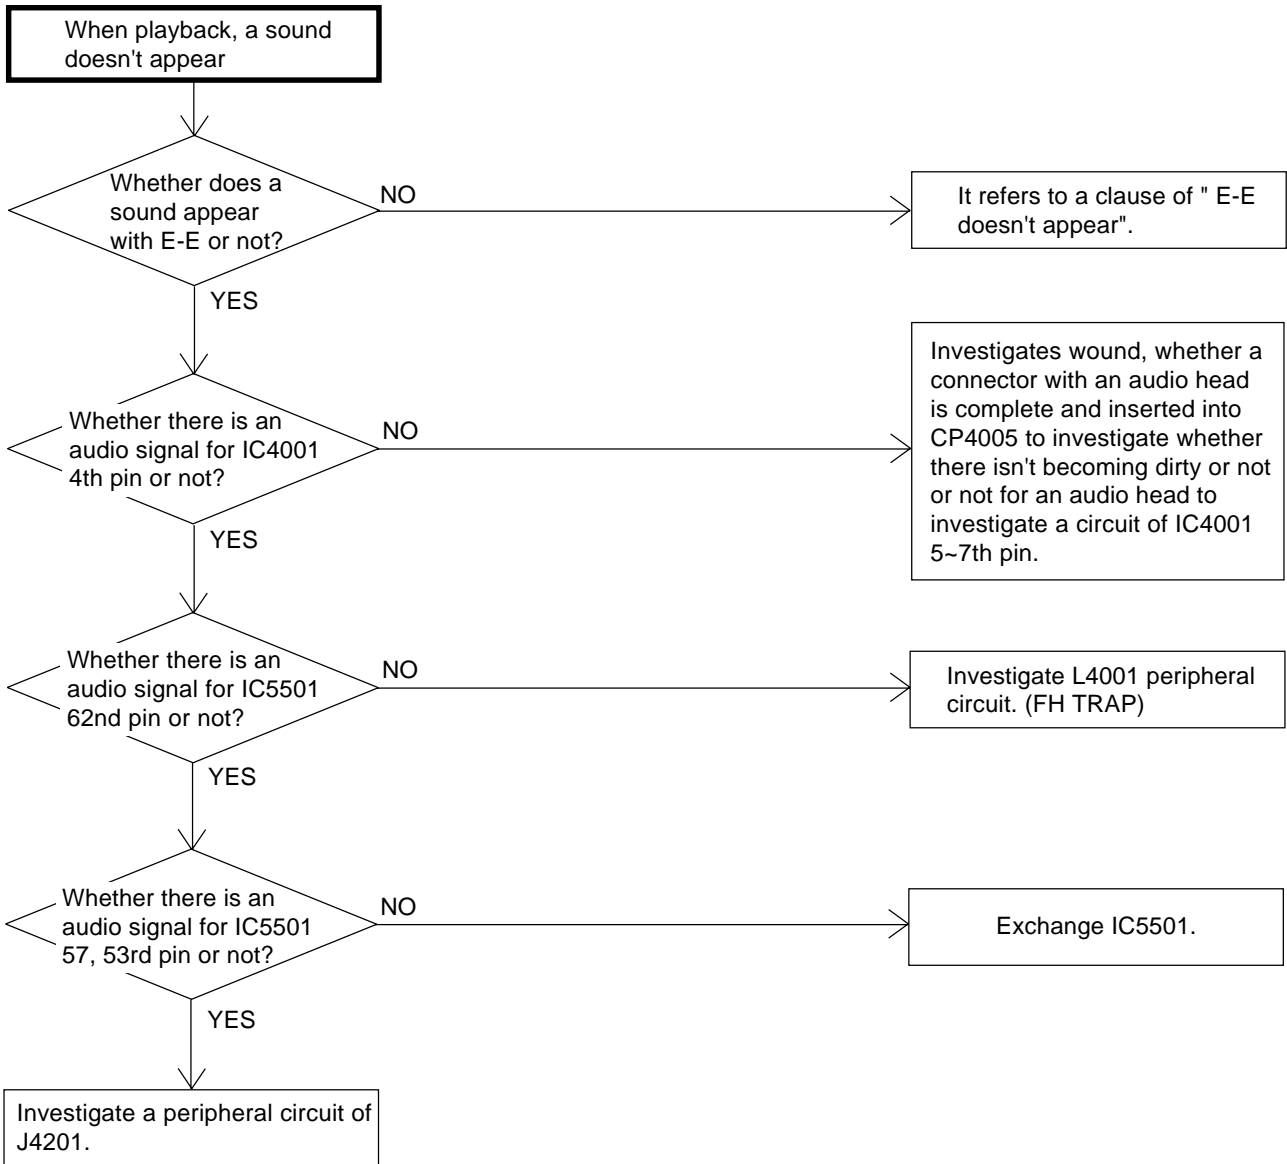 When playback, a sound
doesn't appear
Whether does a
sound appear
with E-E or not?
NO
It refers to a clause of " E-E
doesn't appear".
YES
Whether there is an
audio signal for IC4001
4th pin or not?
NO
Investigates wound, whether a
connector with an audio head
is complete and inserted into
CP4005 to investigate whether
there isn't becoming dirty or not
or not for an audio head to
investigate a circuit of IC4001
5~7th pin.
YES
Whether there is an
audio signal for IC5501
62nd pin or not?
NO
Investigate L4001 peripheral
circuit. (FH TRAP)
YES
Whether there is an
audio signal for IC5501
57, 53rd pin or not?
NO
Exchange IC5501.
YES
Investigate a peripheral circuit of
J4201.